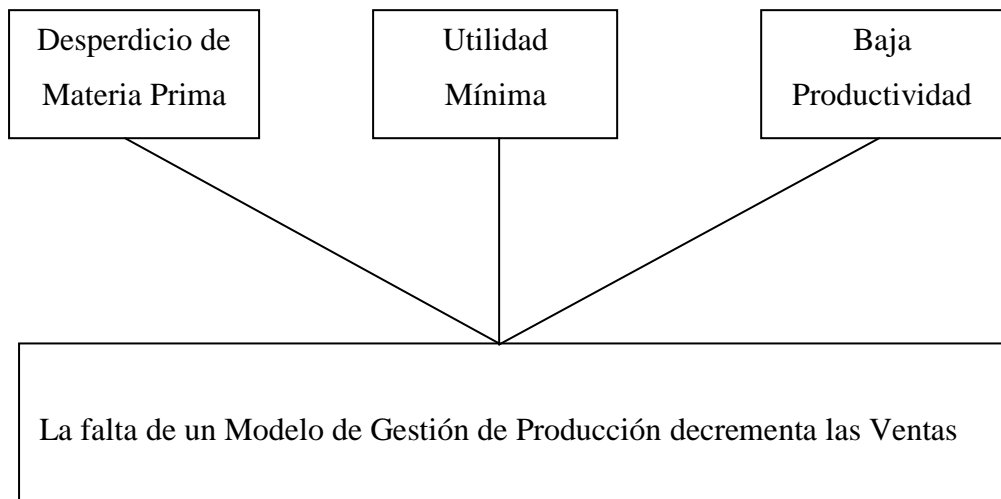 Desperdicio de
Materia Prima
Utilidad
Mínima
Baja
Productividad
La falta de un Modelo de Gestión de Producción decrementa las Ventas